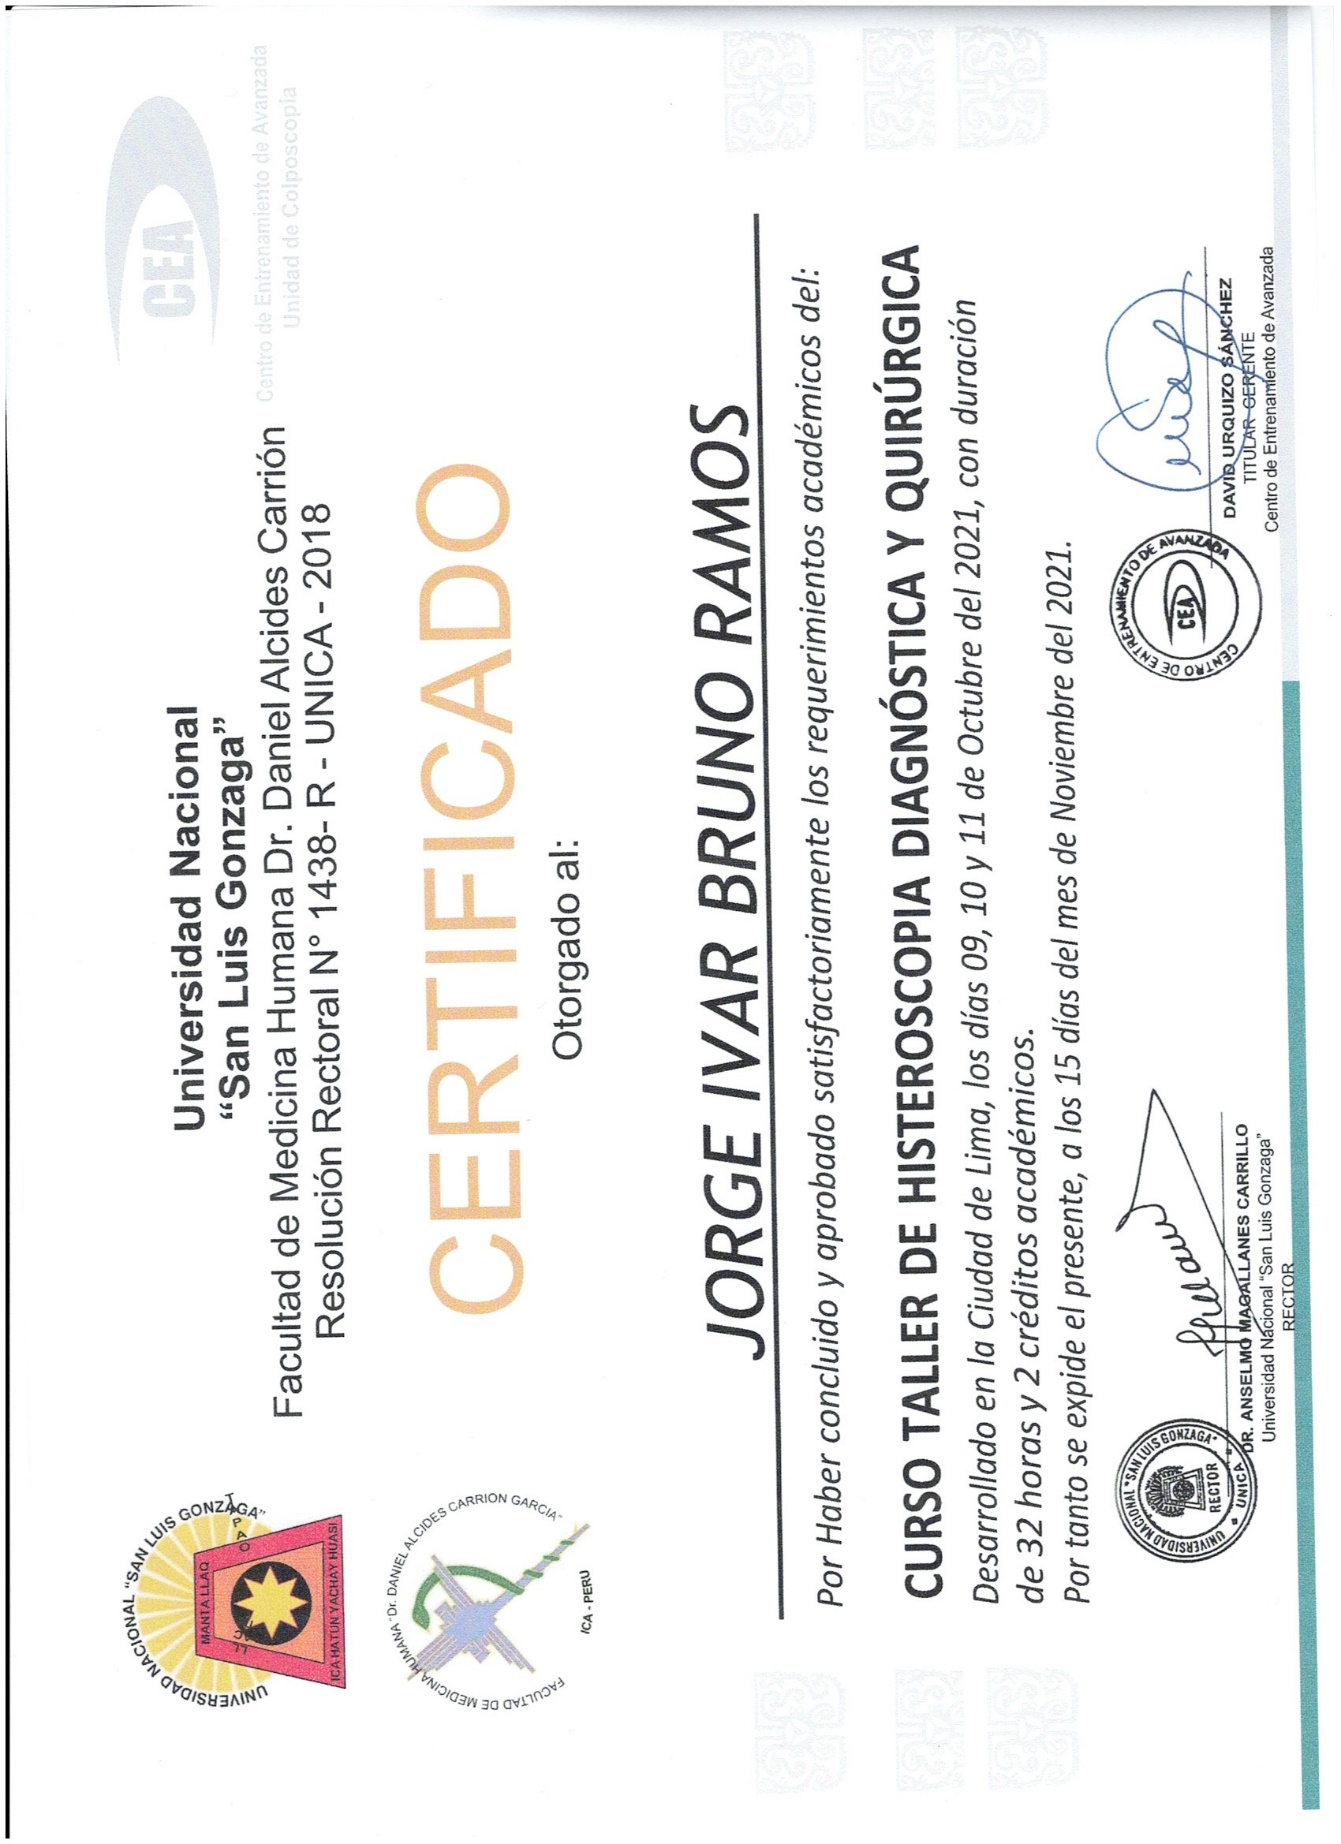 UNIVERSIDAD NACIONAL "SAN LUIS GONZAGA"
MANTA LLAQ
ICA HATUN YACHAY HUASI
FACULTAD DE MEDICINA HUMANA "Dr. DANIEL ALCIDES CARRION GARCIA"
ICA - PERU
Universidad Nacional
“San Luis Gonzaga”
Facultad de Medicina Humana Dr. Daniel Alcides Carrión
Resolución Rectoral N° 1438- R - UNICA - 2018
CEA
Centro de Entrenamiento de Avanzada
Unidad de Colposcopia
CERTIFICADO
Otorgado al:
JORGE IVAR BRUNO RAMOS
Por Haber concluido y aprobado satisfactoriamente los requerimientos académicos del:
CURSO TALLER DE HISTEROSCOPIA DIAGNÓSTICA Y QUIRÚRGICA
Desarrollado en la Ciudad de Lima, los días 09, 10 y 11 de Octubre del 2021, con duración
de 32 horas y 2 créditos académicos.
Por tanto se expide el presente, a los 15 días del mes de Noviembre del 2021.
UNIVERSIDAD NACIONAL "SAN LUIS GONZAGA"
RECTOR
UNICA
DR. ANSELMO MAGALLANES CARRILLO
Universidad Nacional "San Luis Gonzaga"
RECTOR
CENTRO DE ENTRENAMIENTO DE AVANZADA
CEA
DAVID URQUIZO SÁNCHEZ
TITULAR GERENTE
Centro de Entrenamiento de Avanzada